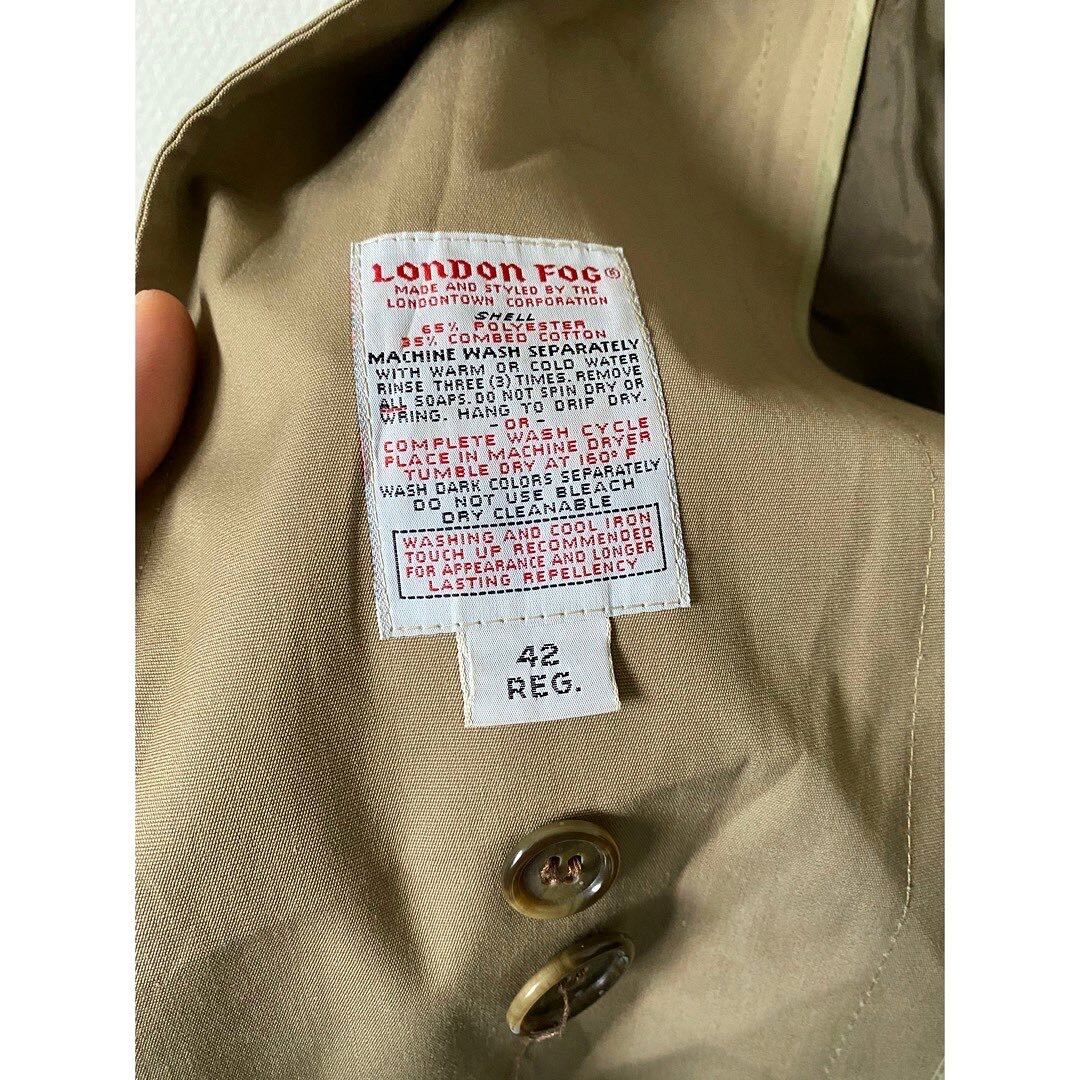 LONDON FOG®
MADE AND STYLED BY THE
LONDONTOWN CORPORATION
SHELL
65% POLYESTER
35% COMBED COTTON
MACHINE WASH SEPARATELY
WITH WARM OR COLD WATER
RINSE THREE (3) TIMES. REMOVE
ALL SOAPS. DO NOT SPIN DRY OR
WRING. HANG TO DRIP DRY.
- OR -
COMPLETE WASH CYCLE
PLACE IN MACHINE DRYER
TUMBLE DRY AT 160° F
WASH DARK COLORS SEPARATELY
DO NOT USE BLEACH
DRY CLEANABLE
WASHING AND COOL IRON
TOUCH UP RECOMMENDED
FOR APPEARANCE AND LONGER
LASTING REPELLENCY
42
REG.